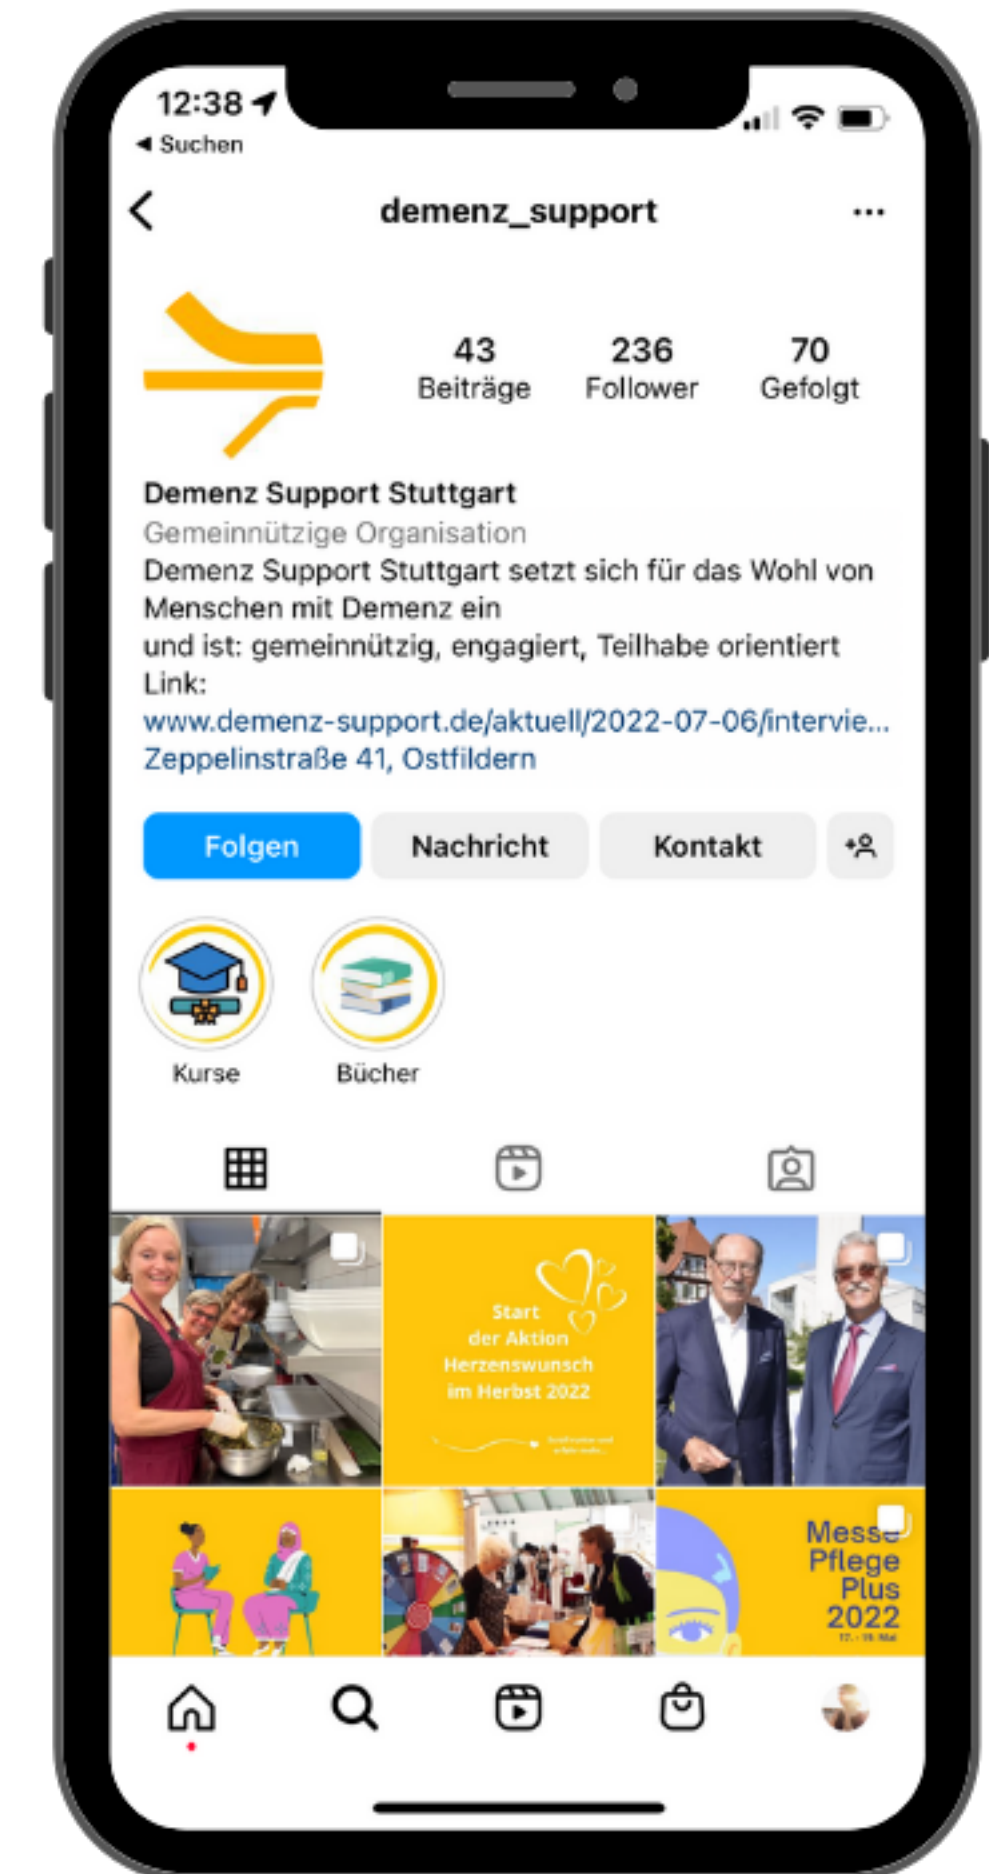 12:38
◄ Suchen
demenz_support
...
43
236
70
Beiträge
Follower
Gefolgt
Demenz Support Stuttgart
Gemeinnützige Organisation
Demenz Support Stuttgart setzt sich für das Wohl von
Menschen mit Demenz ein
und ist: gemeinnützig, engagiert, Teilhabe orientiert
Link:
www.demenz-support.de/aktuell/2022-07-06/intervie...
Zeppelinstraße 41, Ostfildern
Folgen
Nachricht
Kontakt
Kurse
Bücher
Start
der Aktion
Herzenswunsch
im Herbst 2022
Messe
Pflege
Plus
2022
17. - 19. Mai